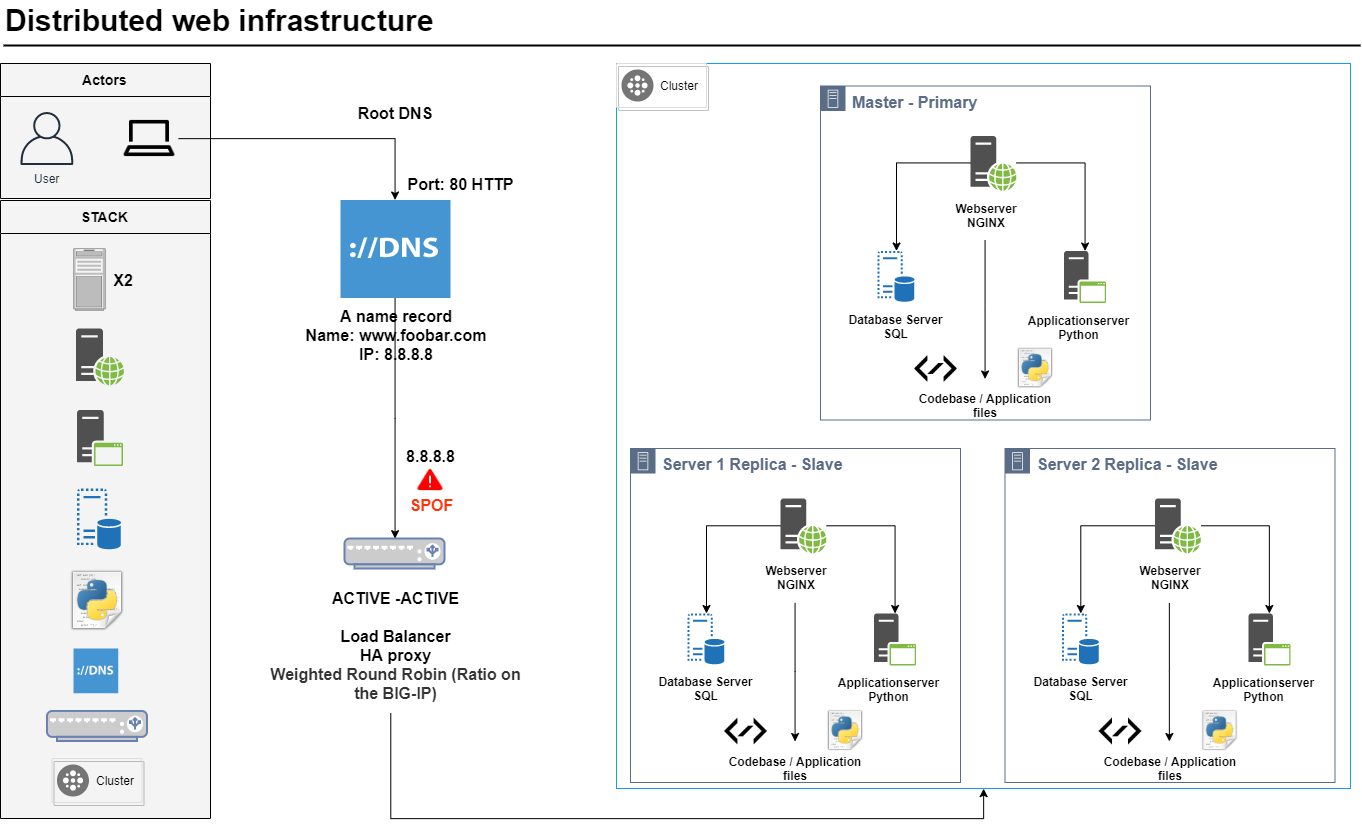 Distributed web infrastructure
Actors
User
STACK
X2
://DNS
Cluster
Root DNS
Port: 80 HTTP
://DNS
A name record
Name: www.foobar.com
IP: 8.8.8.8
8.8.8.8
SPOF
ACTIVE -ACTIVE
Load Balancer
HA proxy
Weighted Round Robin (Ratio on
the BIG-IP)
Cluster
Master - Primary
Webserver
NGINX
Database Server
SQL
Applicationserver
Python
Codebase / Application
files
Server 1 Replica - Slave
Webserver
NGINX
Database Server
SQL
Applicationserver
Python
Codebase / Application
files
Server 2 Replica - Slave
Webserver
NGINX
Database Server
SQL
Applicationserver
Python
Codebase / Application
files